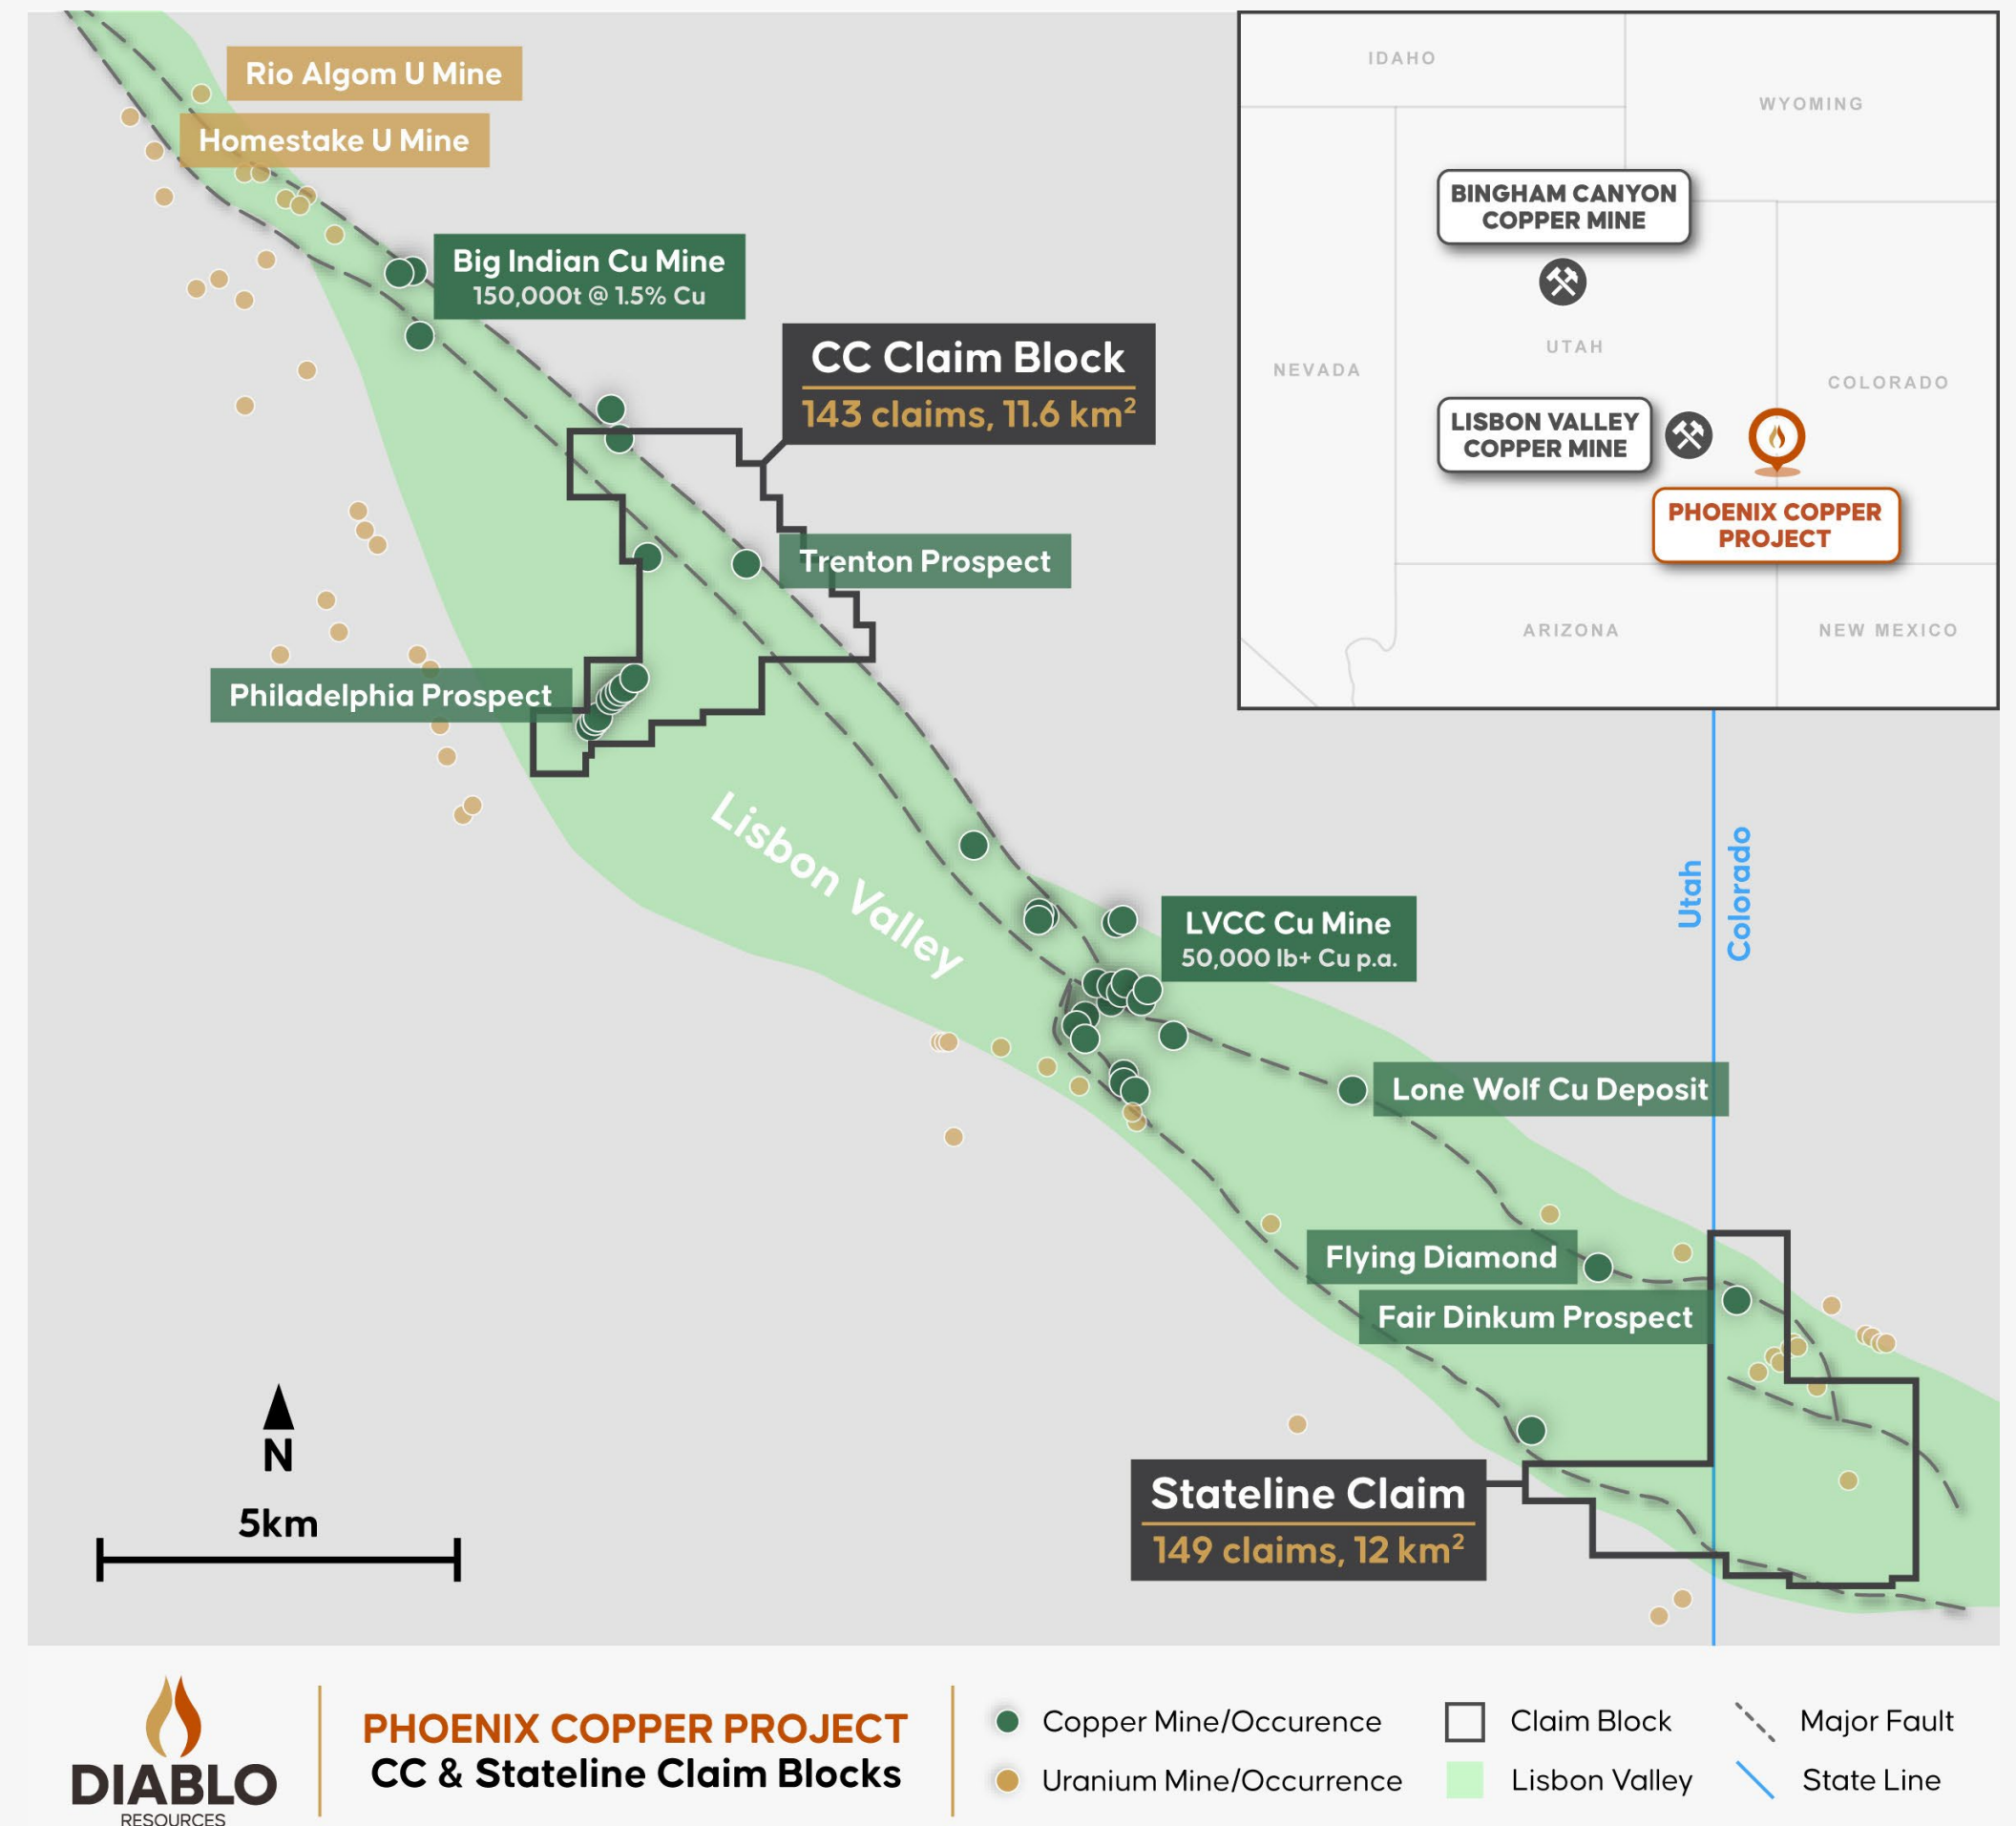 Rio Algom U Mine
Homestake U Mine
Big Indian Cu Mine
150,000t @ 1.5% Cu
CC Claim Block
143 claims, 11.6 km²
Trenton Prospect
Philadelphia Prospect
Lisbon Valley
LVCC Cu Mine
50,000 lb+ Cu p.a.
Lone Wolf Cu Deposit
Flying Diamond
Fair Dinkum Prospect
Stateline Claim
149 claims, 12 km²
Utah
Colorado
N
5km
IDAHO
WYOMING
BINGHAM CANYON
COPPER MINE
UTAH
NEVADA
COLORADO
LISBON VALLEY
COPPER MINE
PHOENIX COPPER
PROJECT
ARIZONA
NEW MEXICO
DIABLO
RESOURCES
PHOENIX COPPER PROJECT
CC & Stateline Claim Blocks
Copper Mine/Occurence
Uranium Mine/Occurrence
Claim Block
Lisbon Valley
Major Fault
State Line